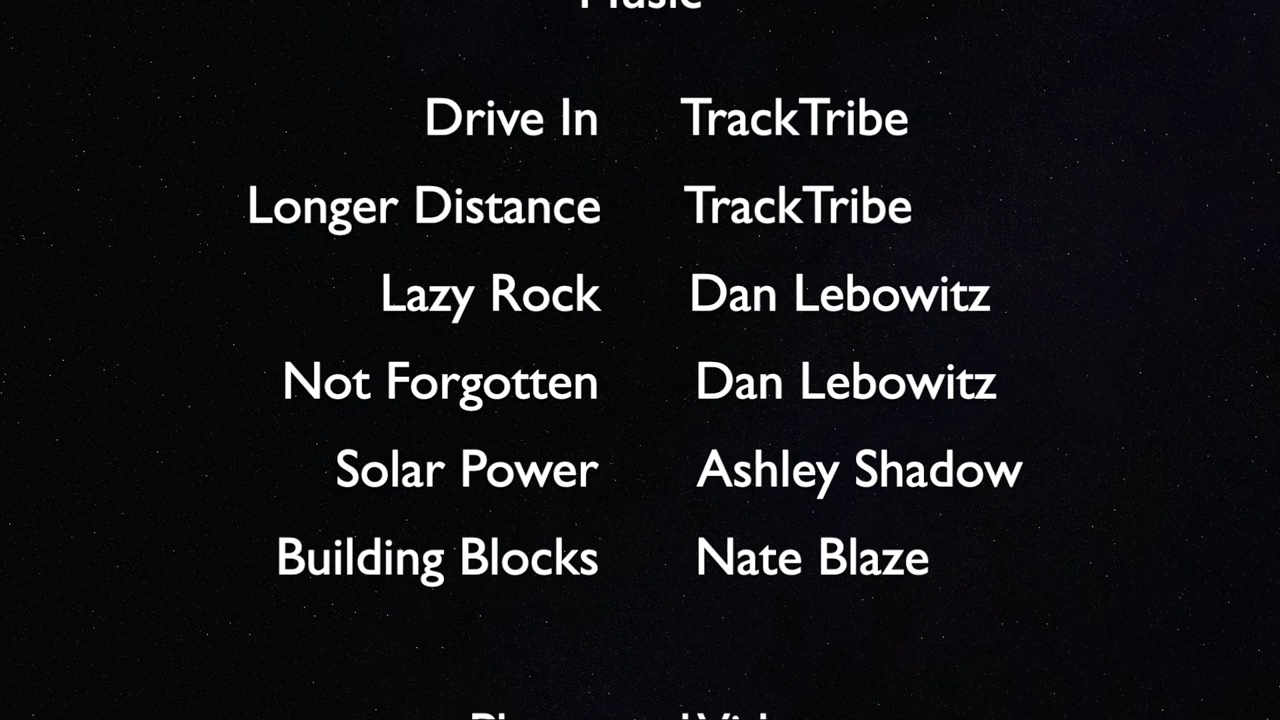 Music
Drive In TrackTribe
Longer Distance TrackTribe
Lazy Rock Dan Lebowitz
Not Forgotten Dan Lebowitz
Solar Power Ashley Shadow
Building Blocks Nate Blaze